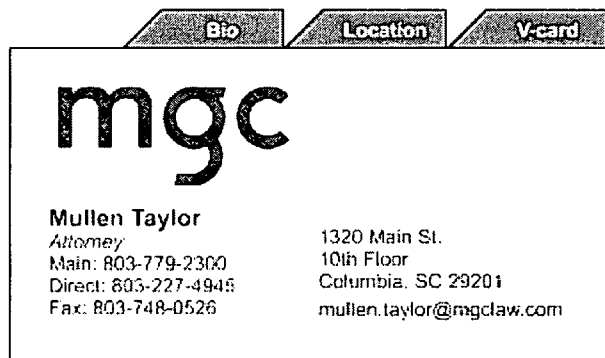 Bio Location V-card
mgc
Mullen Taylor
Attorney
Main: 803-779-2300
Direct: 803-227-4945
Fax: 803-748-0526
1320 Main St.
10th Floor
Columbia, SC 29201
mullen.taylor@mgclaw.com